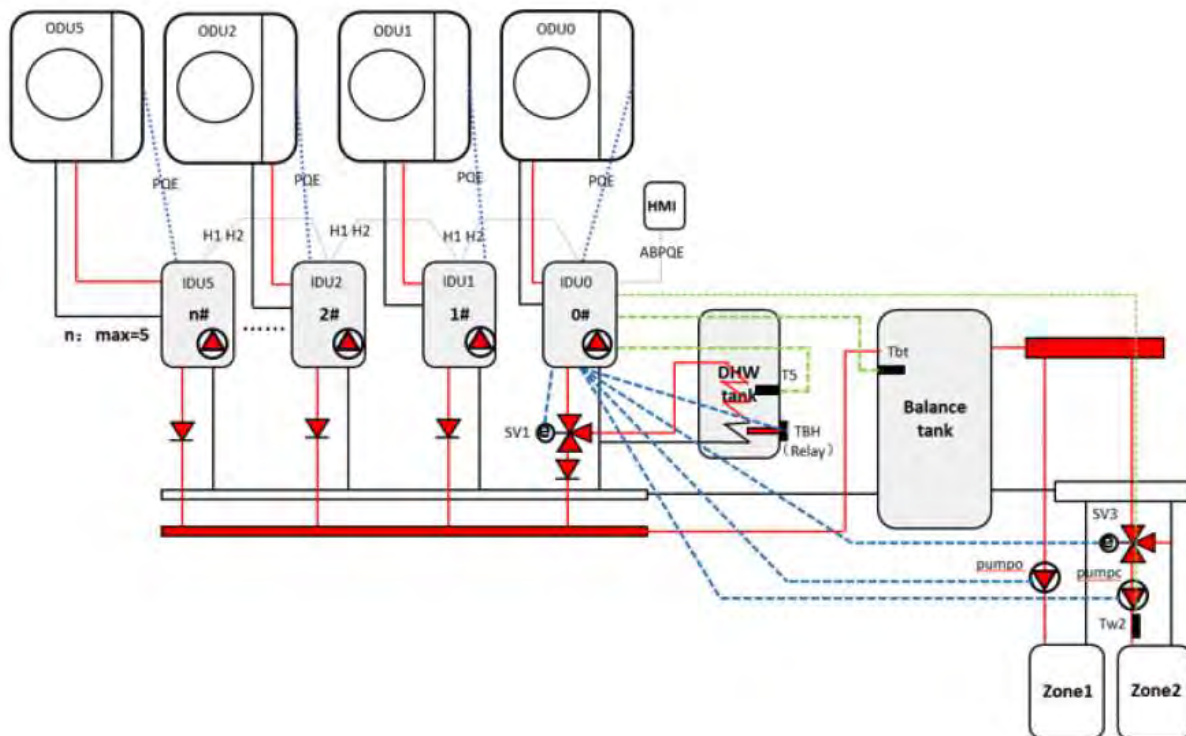 ODU5
ODU2
ODU1
ODU0
PQE
PQE
PQE
PQE
HMI
H1 H2
H1 H2
H1 H2
ABPQE
IDU5
IDU2
IDU1
IDU0
n#
2#
1#
0#
n: max=5
......
Tbt
T5
DHW
tank
Balance
tank
SV1
TBH
(Relay)
SV3
pumpo
pumpc
Tw2
Zone1
Zone2